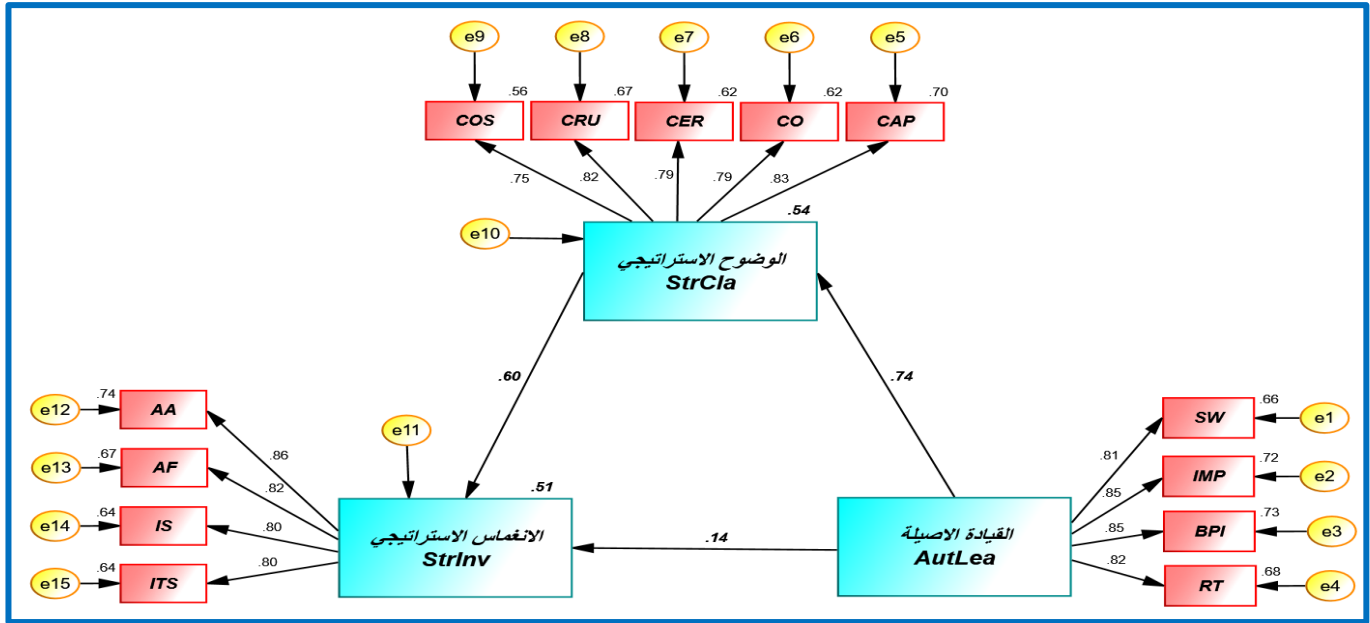 e9
e8
e7
e6
e5
.56
.67
.62
.62
.70
COS
CRU
CER
CO
CAP
.75
.82
.79
.79
.83
.54
e10
الوضوح الاستراتيجي
StrCla
.60
.74
e12
.74
AA
e13
.67
AF
e14
.64
IS
e15
.64
ITS
.86
.82
.80
.80
e11
.51
الانغماس الاستراتيجي
StrInv
.14
القيادة الاصيلة
AutLea
.81
.85
.85
.82
SW
.66
e1
IMP
.72
e2
BPI
.73
e3
RT
.68
e4